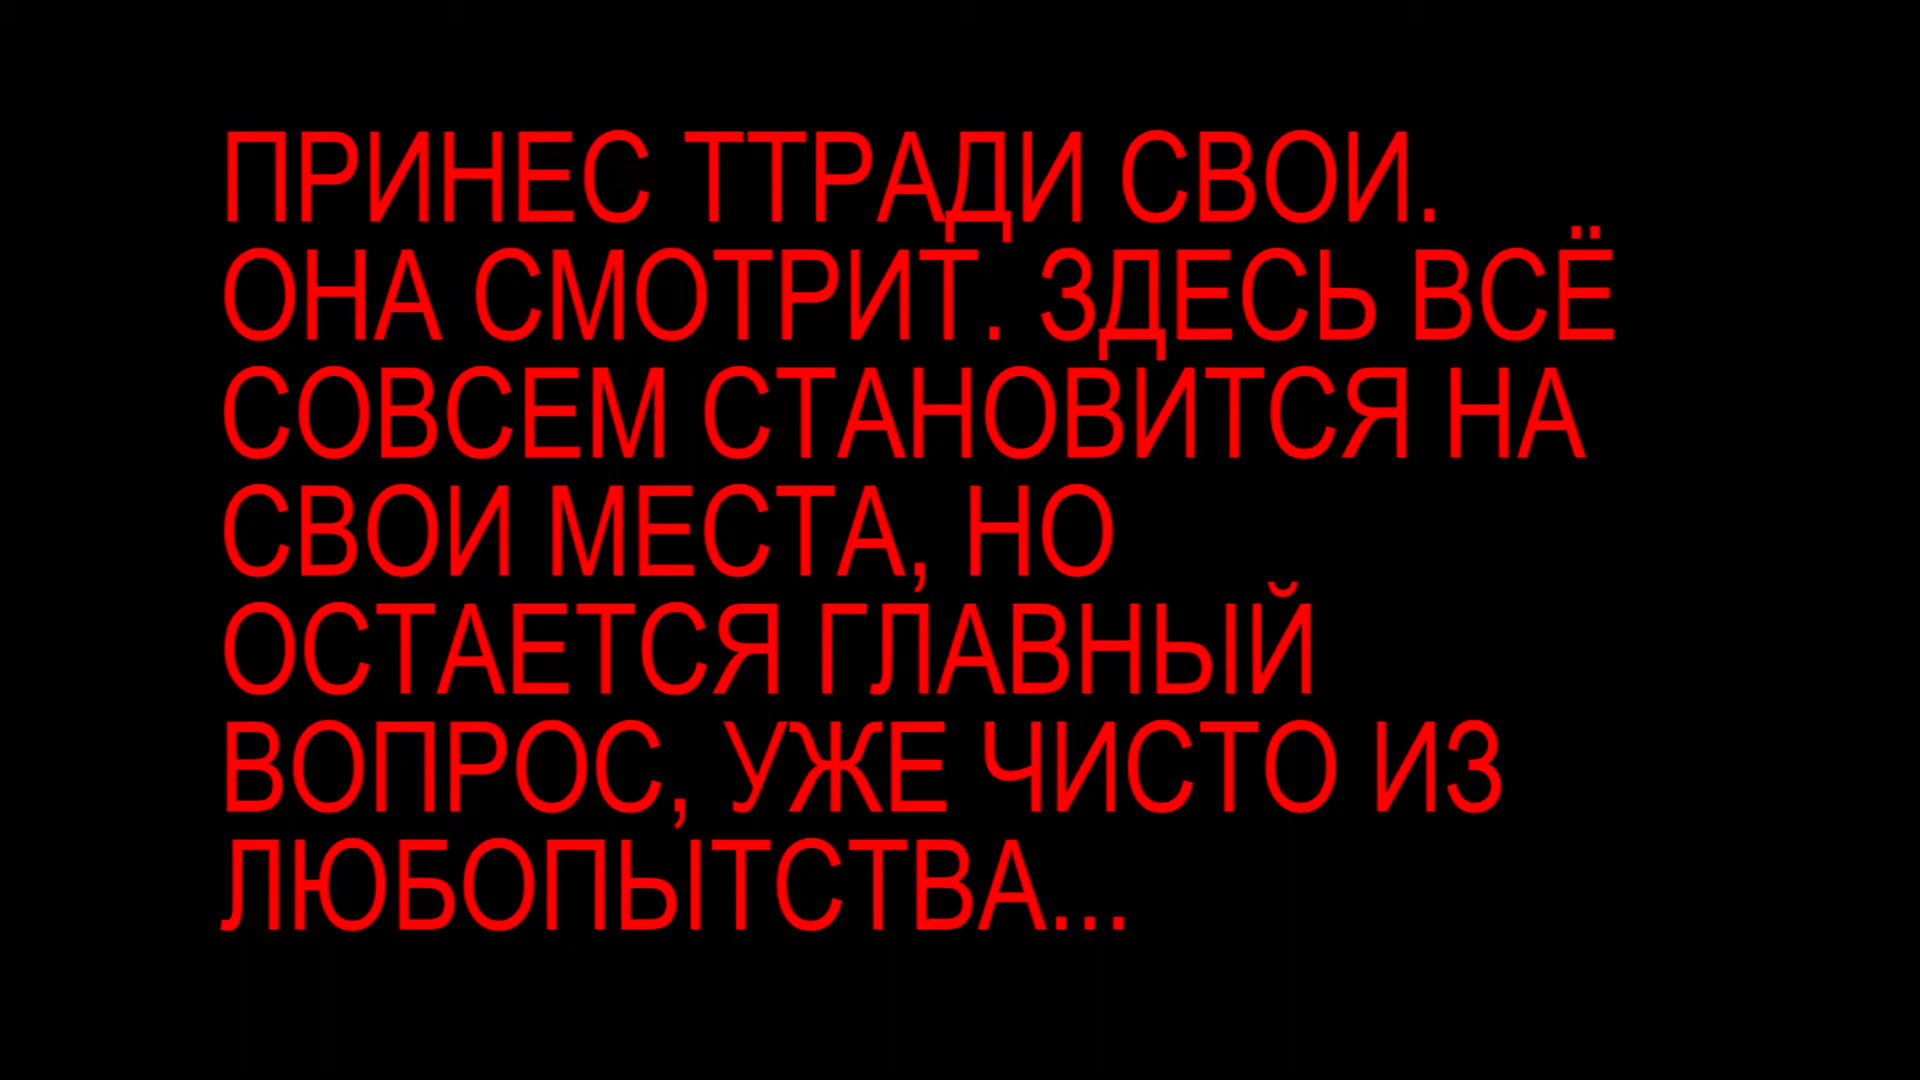 ПРИНЕС ТТРАДИ СВОИ.
ОНА СМОТРИТ. ЗДЕСЬ ВСЁ
СОВСЕМ СТАНОВИТСЯ НА
СВОИ МЕСТА, НО
ОСТАЕТСЯ ГЛАВНЫЙ
ВОПРОС, УЖЕ ЧИСТО ИЗ
ЛЮБОПЫТСТВА...